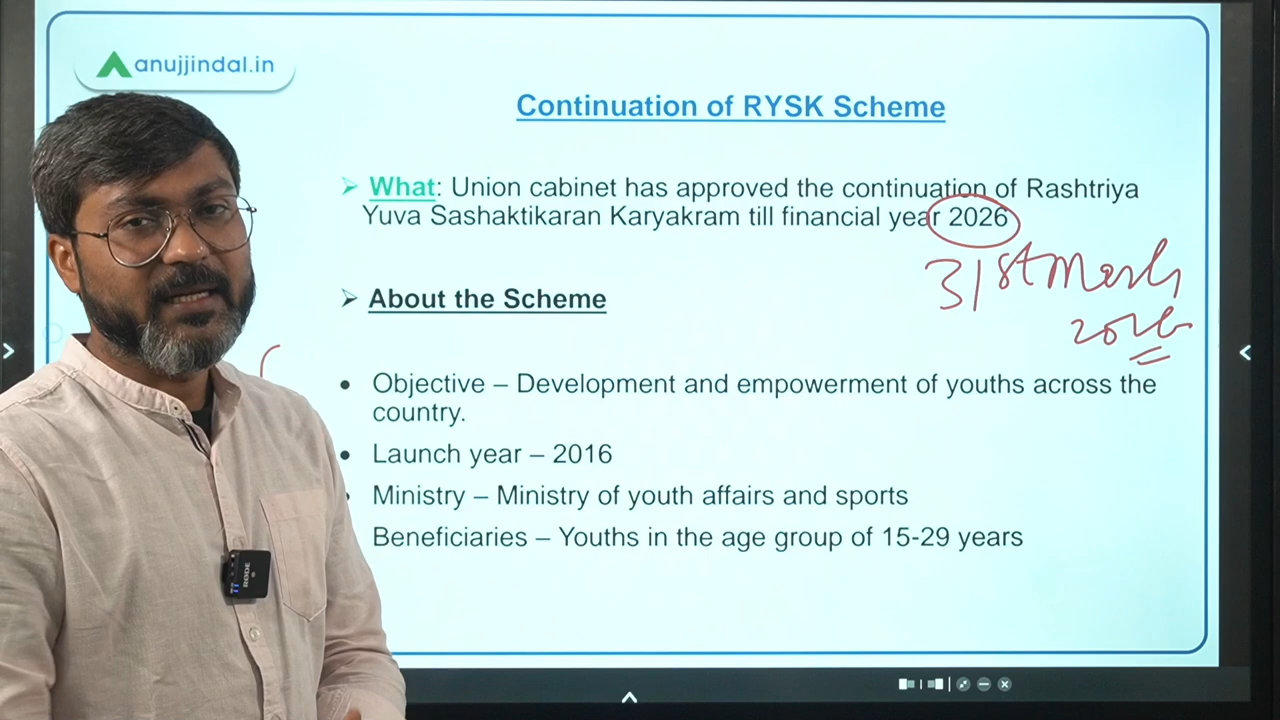 anujjindal.in
Continuation of RYSK Scheme
➢ What: Union cabinet has approved the continuation of Rashtriya
Yuva Sashaktikaran Karyakram till financial year 2026
31st March
2026
➢ About the Scheme
• Objective – Development and empowerment of youths across the
country.
• Launch year – 2016
• Ministry – Ministry of youth affairs and sports
Beneficiaries – Youths in the age group of 15-29 years
RODE